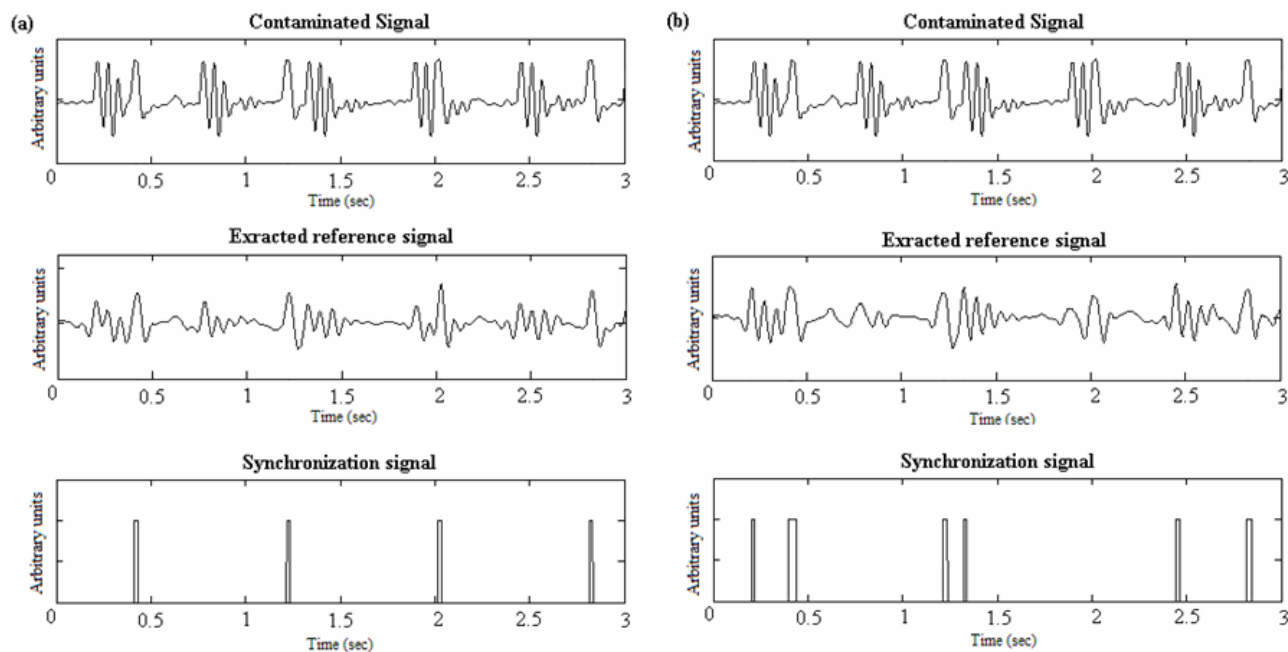 (a)
Contaminated Signal
Arbitrary units
0 0.5 1 1.5 2 2.5 3
Time (sec)
Exracted reference signal
Arbitrary units
0 0.5 1 1.5 2 2.5 3
Time (sec)
Synchronization signal
Arbitrary units
0 0.5 1 1.5 2 2.5 3
Time (sec)
(b)
Contaminated Signal
Arbitrary units
0 0.5 1 1.5 2 2.5 3
Time (sec)
Exracted reference signal
Arbitrary units
0 0.5 1 1.5 2 2.5 3
Time (sec)
Synchronization signal
Arbitrary units
0 0.5 1 1.5 2 2.5 3
Time (sec)